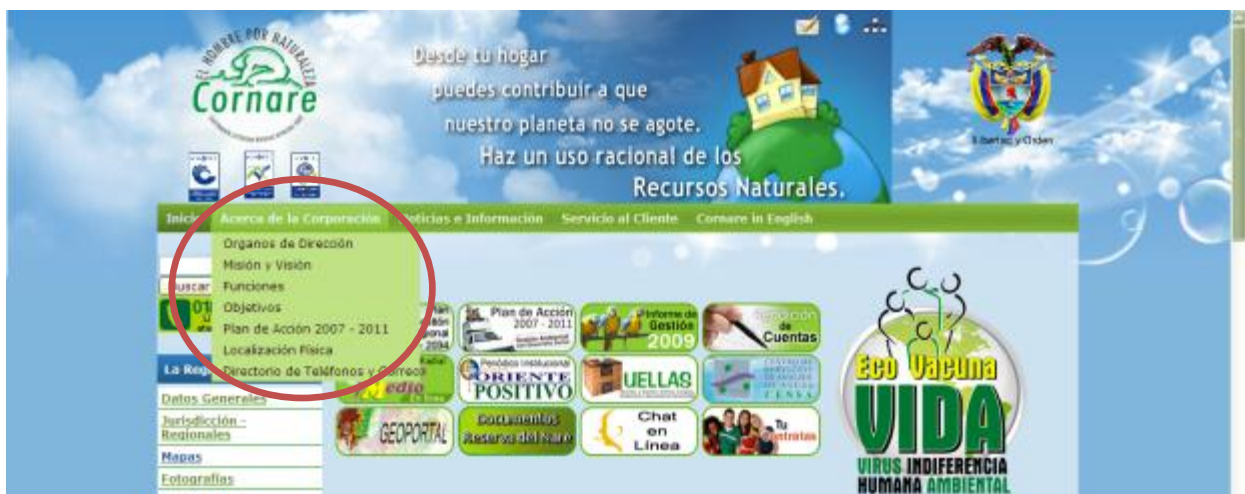 EL HOMBRE POR NATURALEZA
Cornare
Desde tu hogar
puedes contribuir a que
nuestro planeta no se agote.
Haz un uso racional de los
Recursos Naturales.
Libertad y Orden
Inicio Acerca de la Corporación Noticias e Información Servicio al Cliente Cornare in English
Organos de Dirección
Misión y Visión
Funciones
Objetivos
Plan de Acción 2007 - 2011
Localización Física
Directorio de Teléfonos y Correos
Buscar
01
Plan de Acción
2007 - 2011
Informe de
Gestión
2009
Rendición
de
Cuentas
Periódico Institucional
ORIENTE
POSITIVO
UELLAS
GEOPORTAL
Documentos
Reserva del Nare
Chat
en
Línea
Tu
Contratas
La Reg
Datos Generales
Jurisdicción -
Regionales
Mapas
Fotografías
Eco Vacuna
VIDA
VIRUS INDIFERENCIA
HUMANA AMBIENTAL